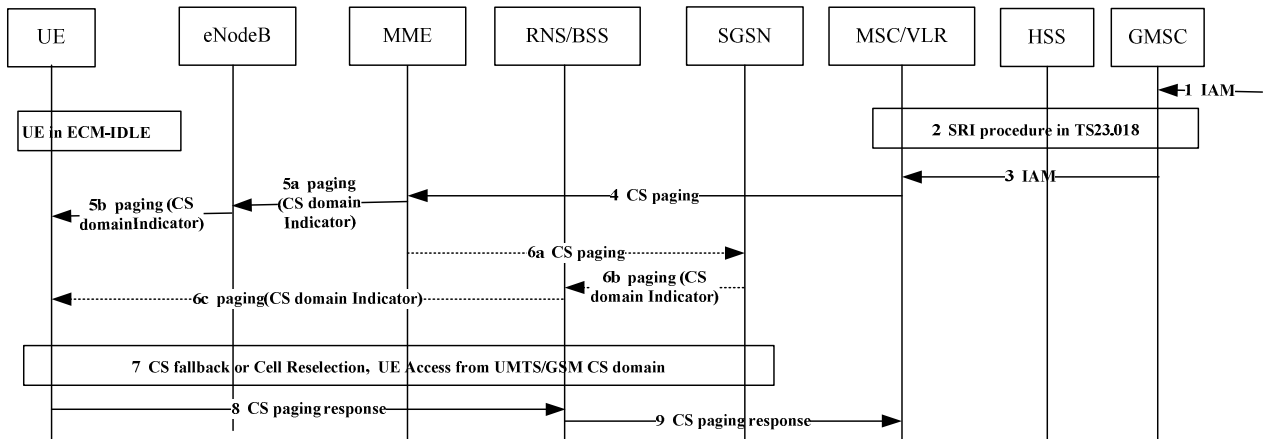 UE
eNodeB
MME
RNS/BSS
SGSN
MSC/VLR
HSS
GMSC
1 IAM
UE in ECM-IDLE
2 SRI procedure in TS23.018
3 IAM
4 CS paging
5a paging
(CS domain
Indicator)
5b paging (CS
domainIndicator)
6a CS paging
6b paging (CS
domain Indicator)
6c paging(CS domain Indicator)
7 CS fallback or Cell Reselection, UE Access from UMTS/GSM CS domain
8 CS paging response
9 CS paging response